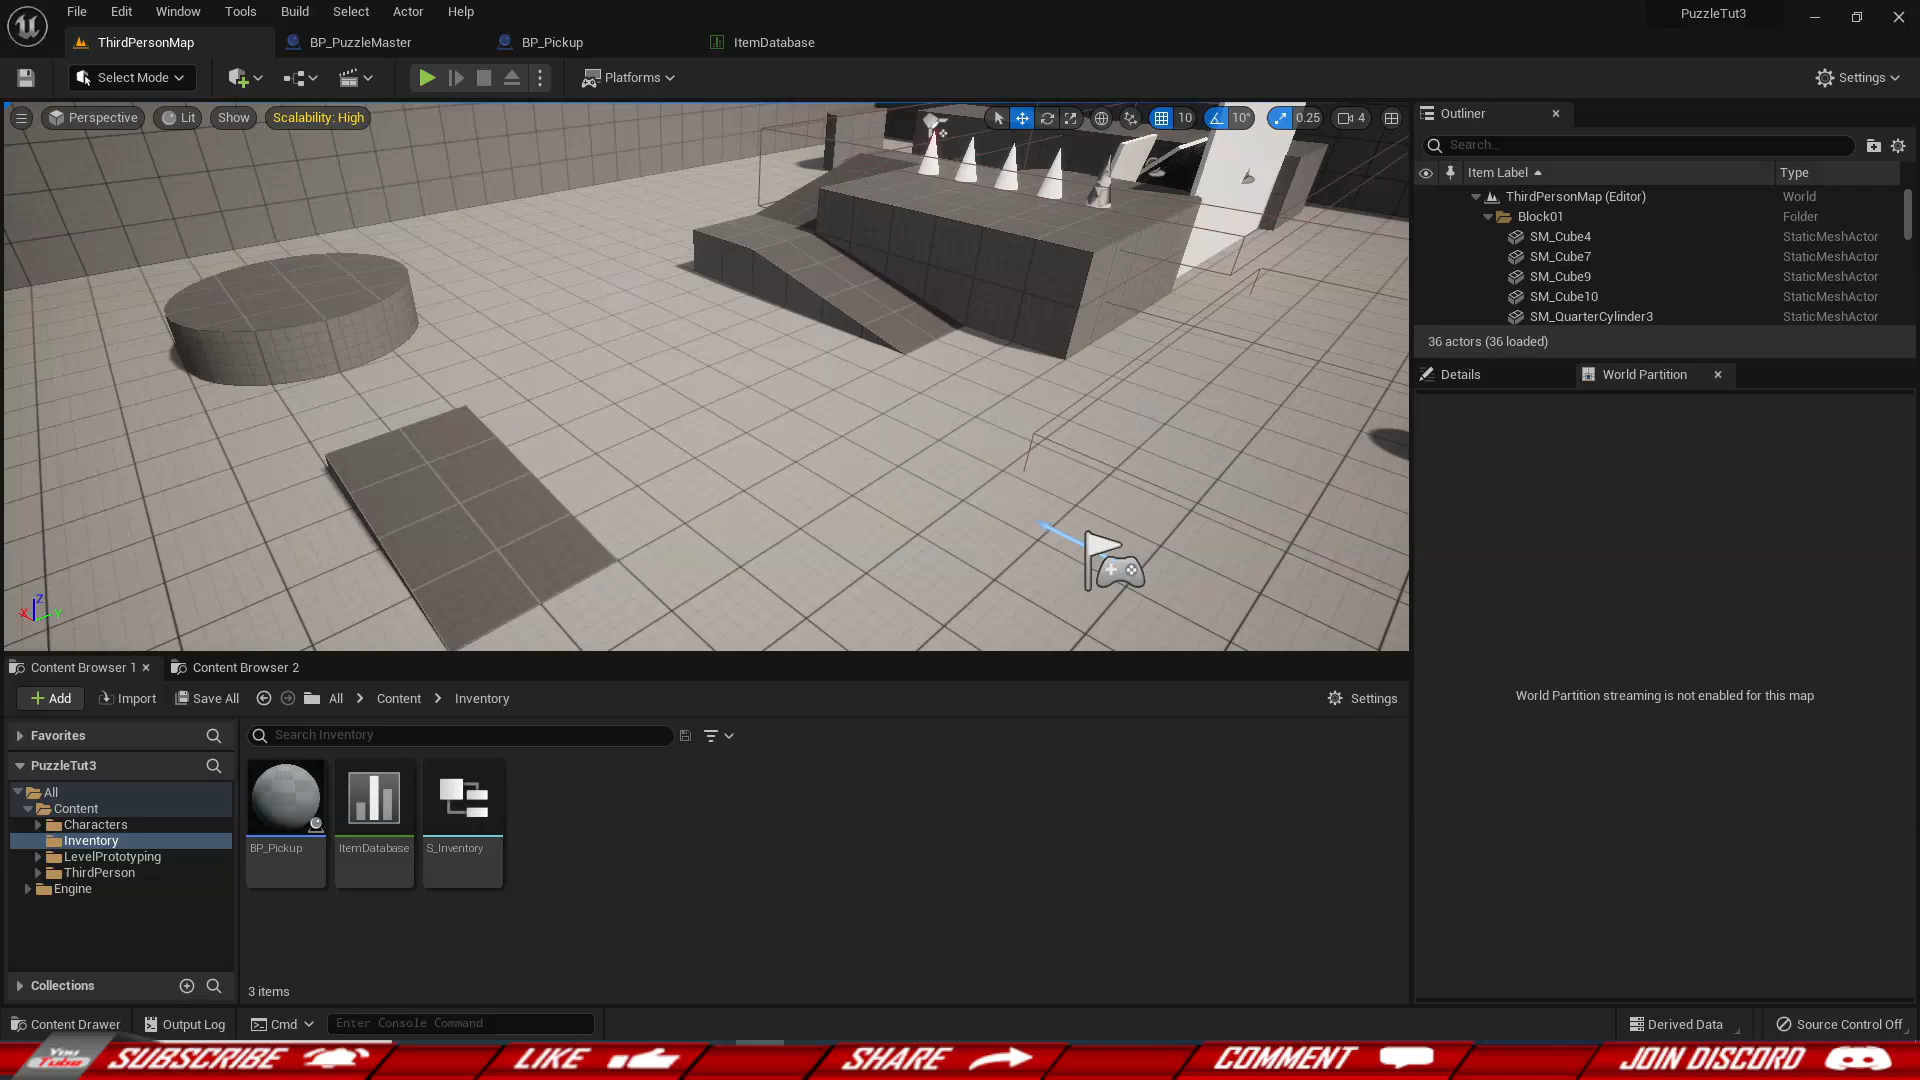 File Edit Window Tools Build Select Actor Help
PuzzleTut3
ThirdPersonMap
BP_PuzzleMaster
BP_Pickup
ItemDatabase
Select Mode
Platforms
Settings
Perspective
Lit
Show
Scalability: High
10
10°
0.25
4
Outliner
Search...
Item Label
Type
ThirdPersonMap (Editor) World
Block01 Folder
SM_Cube4 StaticMeshActor
SM_Cube7 StaticMeshActor
SM_Cube9 StaticMeshActor
SM_Cube10 StaticMeshActor
SM_QuarterCylinder3 StaticMeshActor
36 actors (36 loaded)
Details
World Partition
World Partition streaming is not enabled for this map
X
Y
Z
Content Browser 1
Content Browser 2
Add
Import
Save All
All
Content
Inventory
Settings
Favorites
PuzzleTut3
All
Content
Characters
Inventory
LevelPrototyping
ThirdPerson
Engine
Collections
Search Inventory
BP_Pickup
ItemDatabase
S_Inventory
3 items
Content Drawer
Output Log
Cmd
Enter Console Command
Derived Data
Source Control Off
You Tube
SUBSCRIBE
LIKE
SHARE
COMMENT
JOIN DISCORD